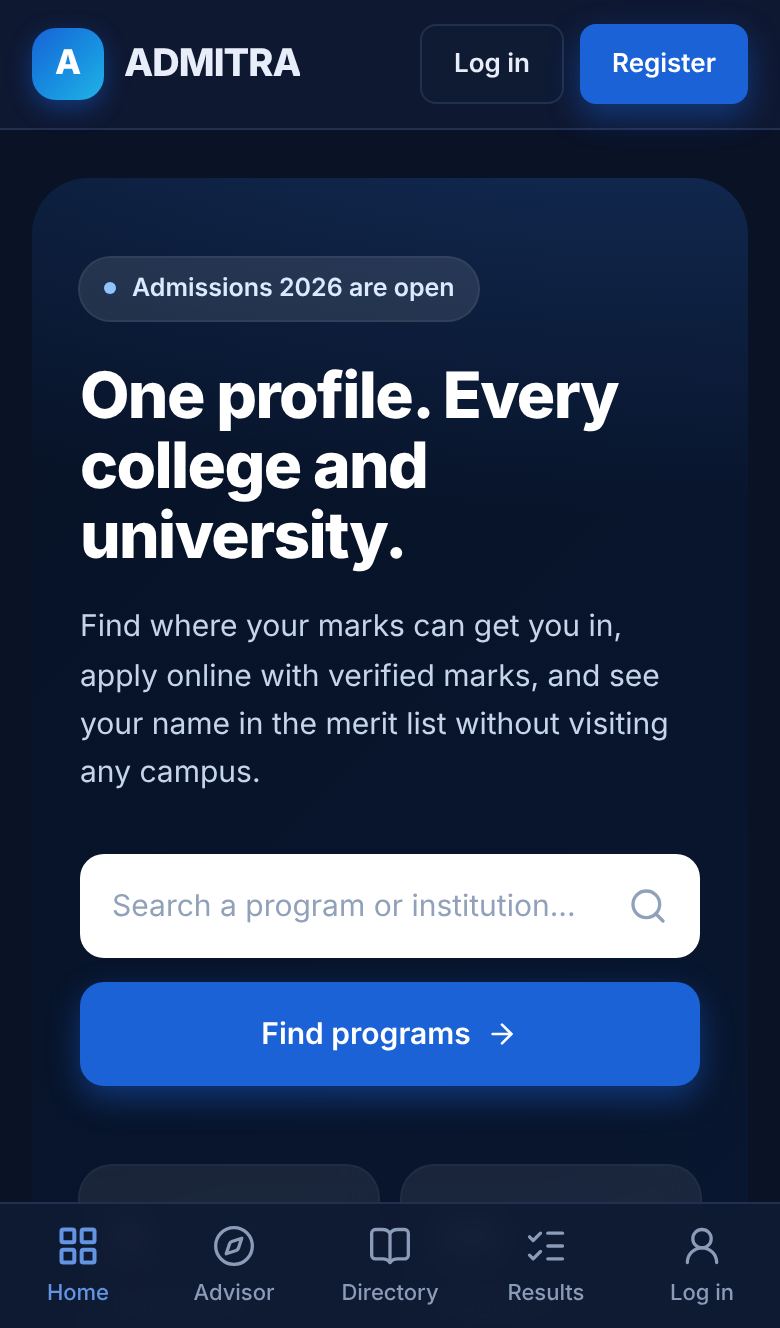 A ADMITRA Log in Register
Admissions 2026 are open
One profile. Every
college and
university.
Find where your marks can get you in,
apply online with verified marks, and see
your name in the merit list without visiting
any campus.
Search a program or institution...
Find programs
Home Advisor Directory Results Log in